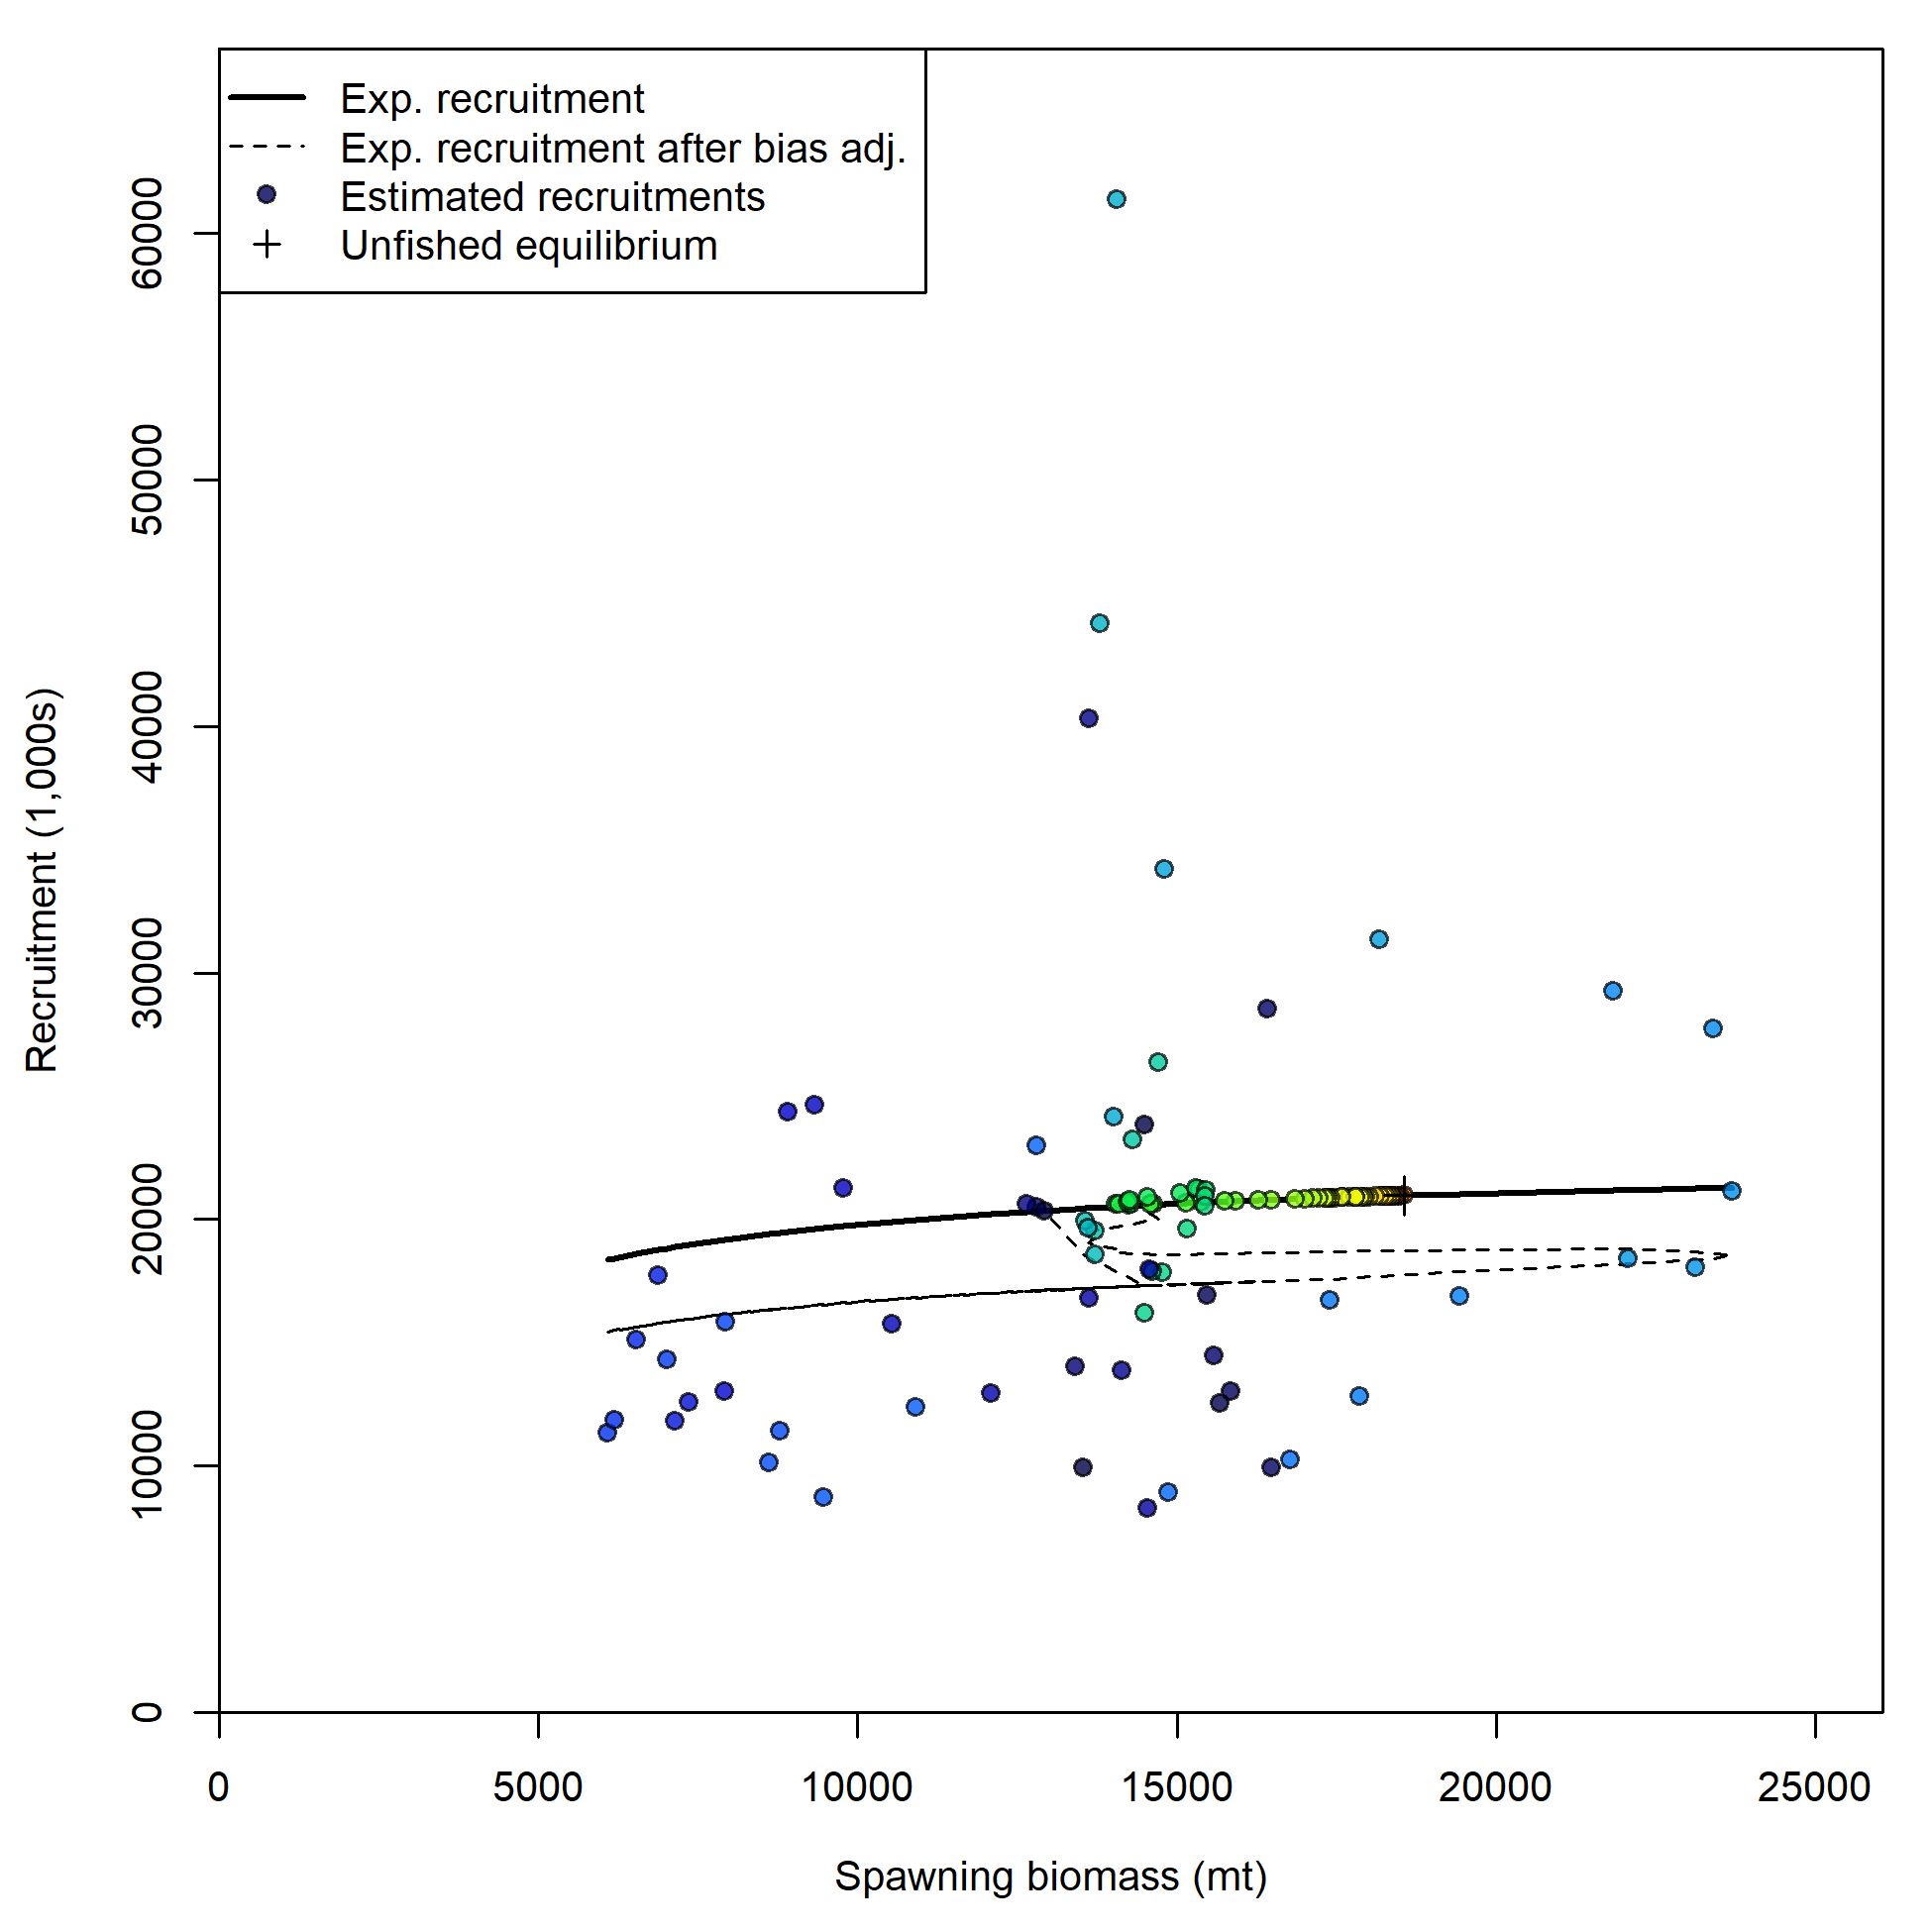 Exp. recruitment
Exp. recruitment after bias adj.
Estimated recruitments
Unfished equilibrium
60000
50000
40000
30000
20000
10000
0
Recruitment (1,000s)
0 5000 10000 15000 20000 25000
Spawning biomass (mt)